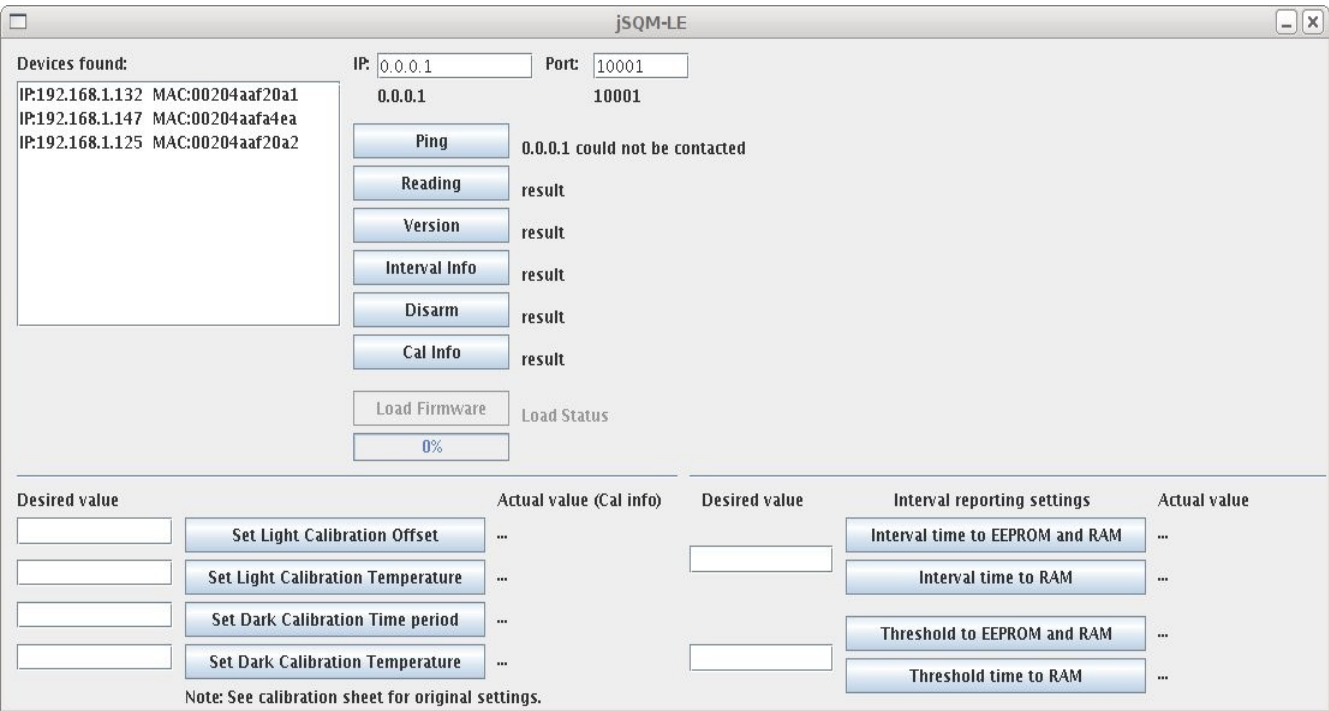 jSQM-LE
Devices found:
IP: 0.0.0.1 Port: 10001
IP:192.168.1.132 MAC:00204aaf20a1
IP:192.168.1.147 MAC:00204aafa4ea
IP:192.168.1.125 MAC:00204aaf20a2
0.0.0.1 10001
Ping 0.0.0.1 could not be contacted
Reading result
Version result
Interval Info result
Disarm result
Cal Info result
Load Firmware Load Status
0%
Desired value Actual value (Cal info)
Set Light Calibration Offset ...
Set Light Calibration Temperature ...
Set Dark Calibration Time period ...
Set Dark Calibration Temperature ...
Note: See calibration sheet for original settings.
Desired value Interval reporting settings Actual value
Interval time to EEPROM and RAM ...
Interval time to RAM ...
Threshold to EEPROM and RAM ...
Threshold time to RAM ...